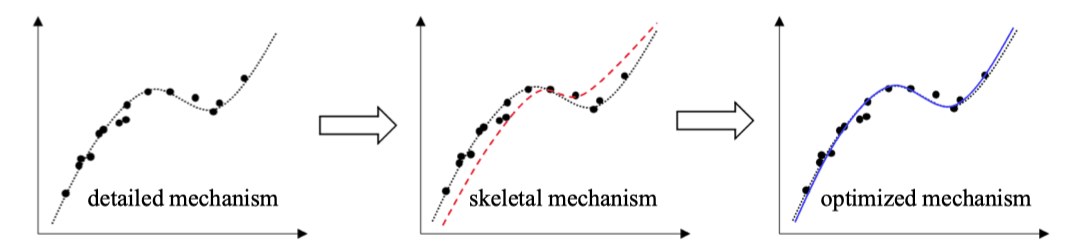 detailed mechanism
skeletal mechanism
optimized mechanism